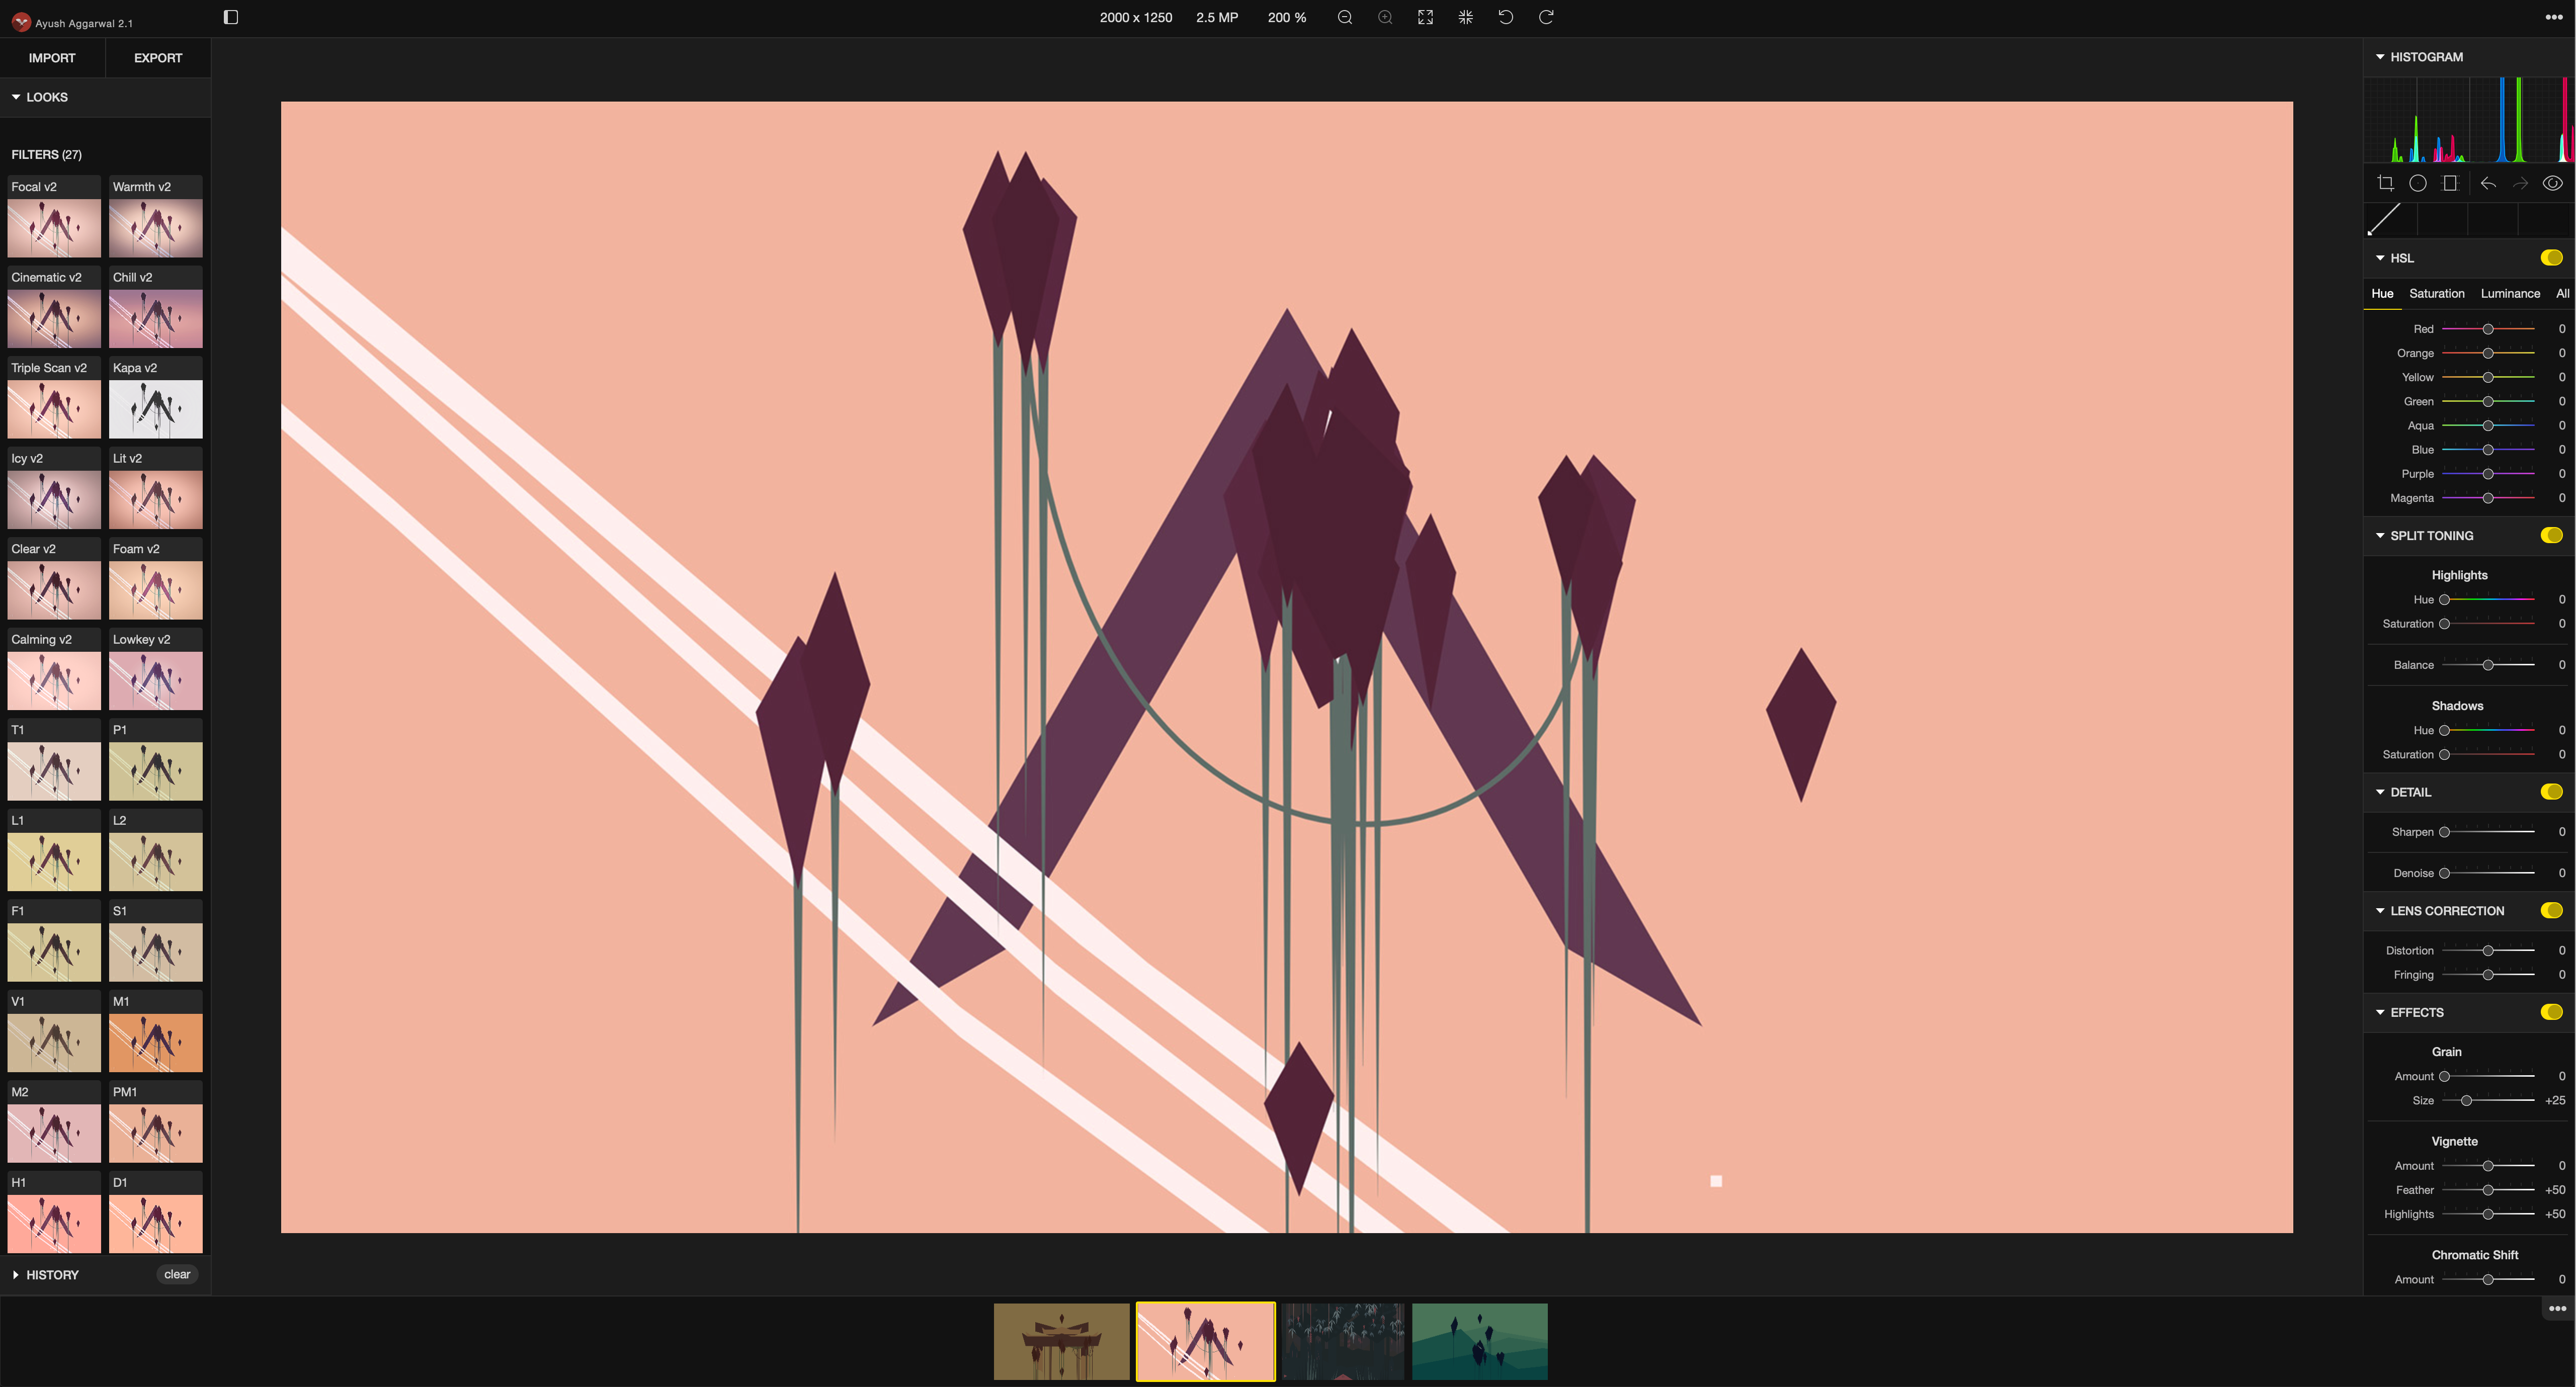 Ayush Aggarwal 2.1
2000 x 1250 2.5 MP 200 %
IMPORT EXPORT
LOOKS
FILTERS (27)
Focal v2 Warmth v2
Cinematic v2 Chill v2
Triple Scan v2 Kapa v2
Icy v2 Lit v2
Clear v2 Foam v2
Calming v2 Lowkey v2
T1 P1
L1 L2
F1 S1
V1 M1
M2 PM1
H1 D1
HISTORY clear
HISTOGRAM
HSL
Hue Saturation Luminance All
Red 0
Orange 0
Yellow 0
Green 0
Aqua 0
Blue 0
Purple 0
Magenta 0
SPLIT TONING
Highlights
Hue 0
Saturation 0
Balance 0
Shadows
Hue 0
Saturation 0
DETAIL
Sharpen 0
Denoise 0
LENS CORRECTION
Distortion 0
Fringing 0
EFFECTS
Grain
Amount 0
Size +25
Vignette
Amount 0
Feather +50
Highlights +50
Chromatic Shift
Amount 0